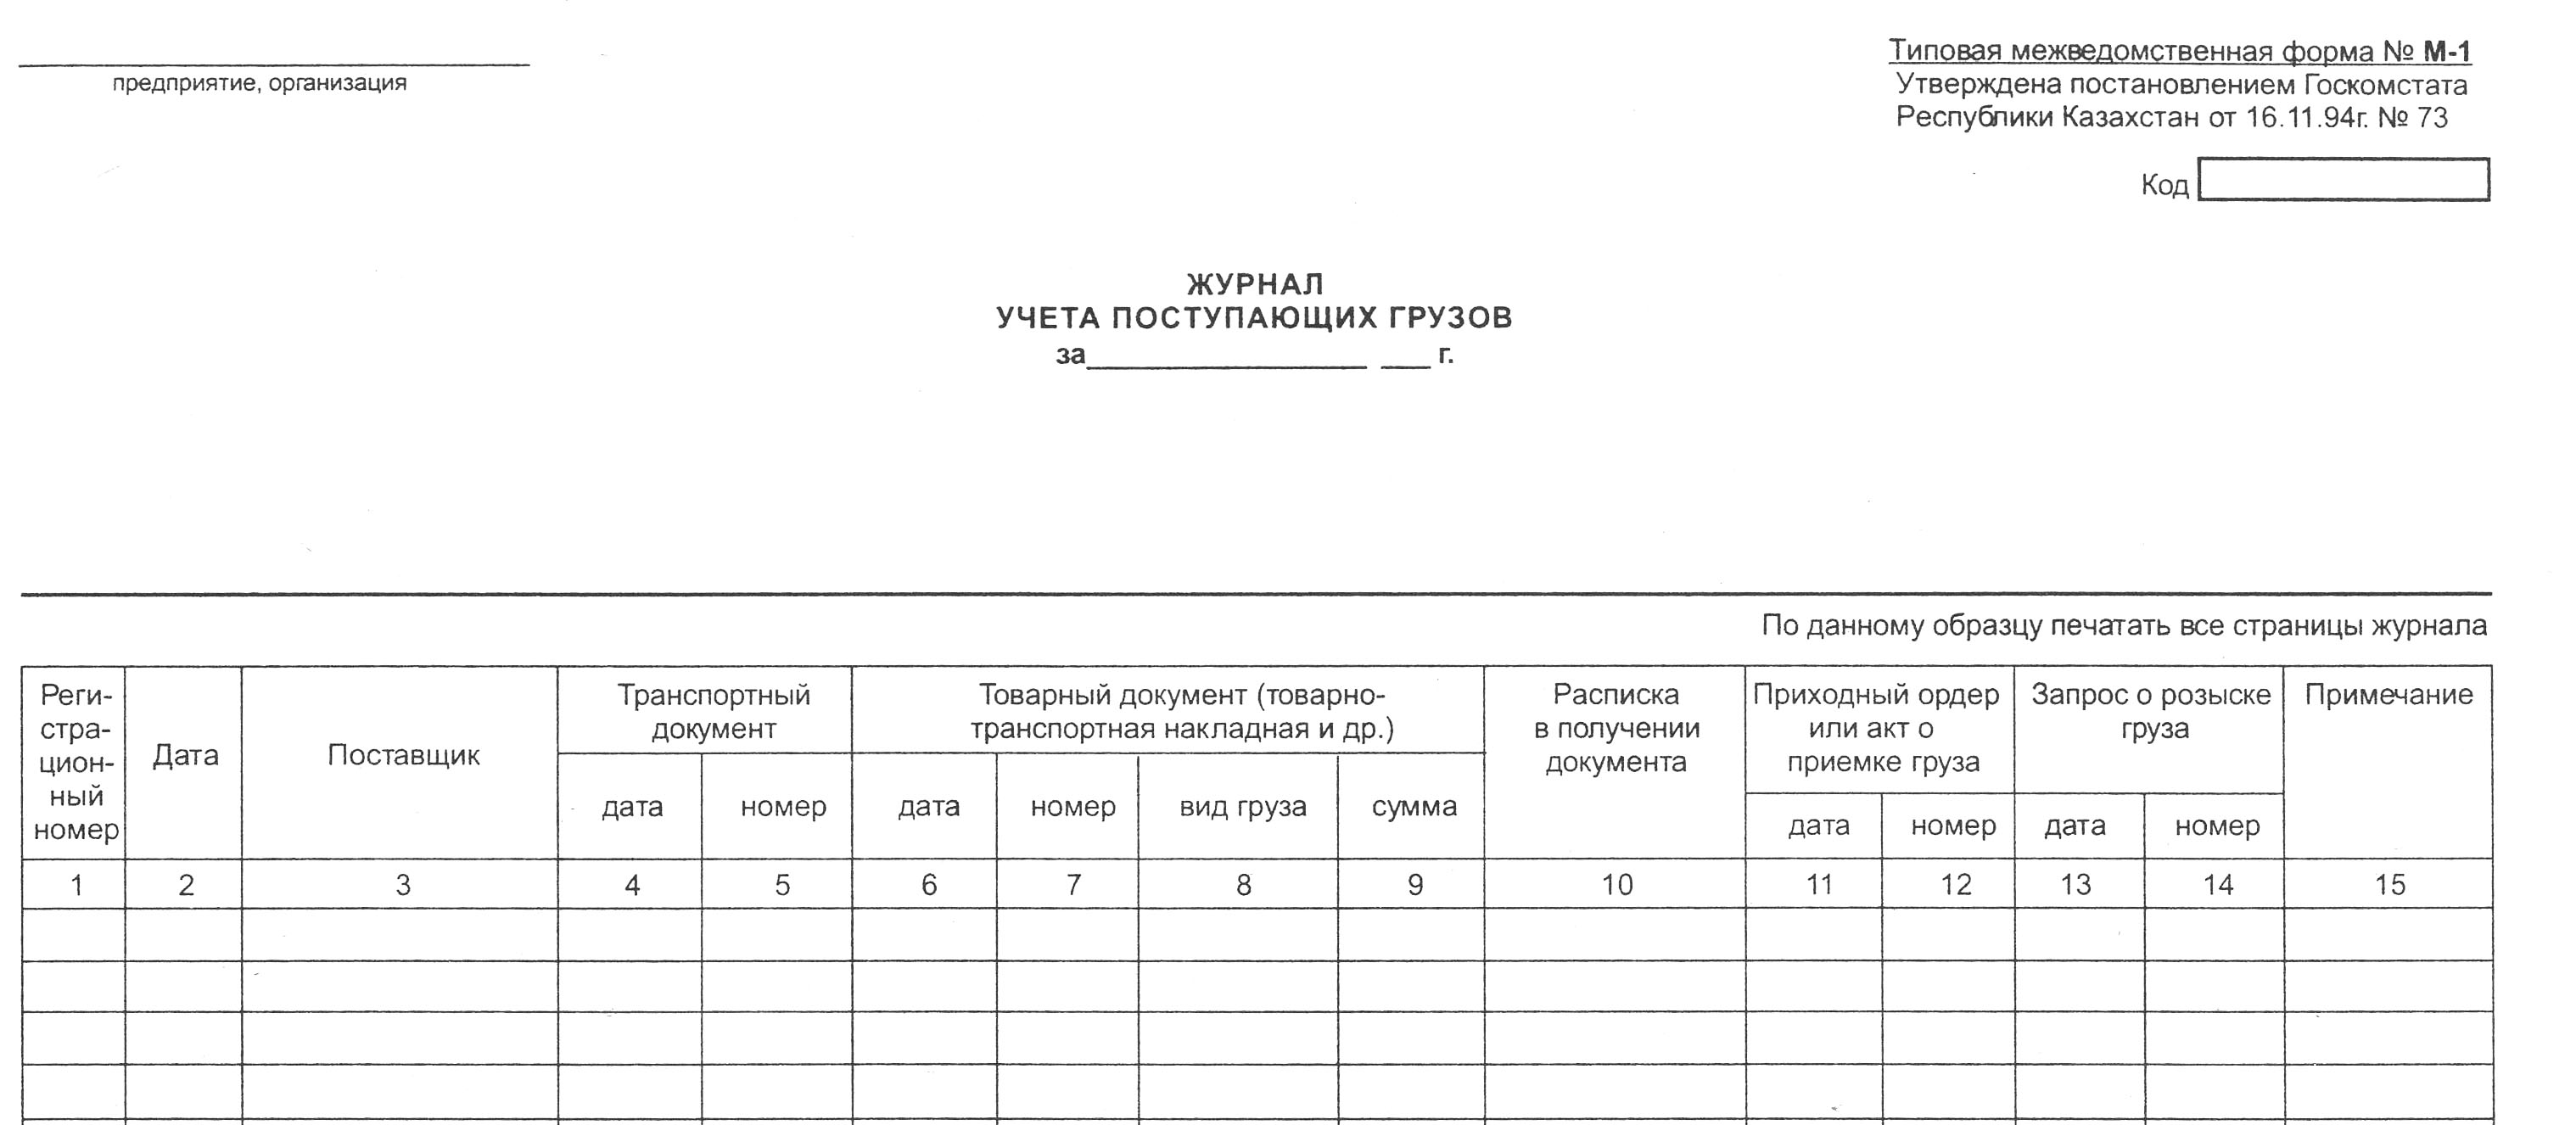 предприятие, организация
Типовая межведомственная форма № М-1
Утверждена постановлением Госкомстата
Республики Казахстан от 16.11.94г. № 73
Код
ЖУРНАЛ
УЧЕТА ПОСТУПАЮЩИХ ГРУЗОВ
за г.
По данному образцу печатать все страницы журнала
Реги-
стра-
цион-
ный
номер
Дата
Поставщик
Транспортный
документ
дата номер
Товарный документ (товарно-
транспортная накладная и др.)
дата номер вид груза сумма
Расписка
в получении
документа
Приходный ордер
или акт о
приемке груза
дата номер
Запрос о розыске
груза
дата номер
Примечание
1 2 3 4 5 6 7 8 9 10 11 12 13 14 15